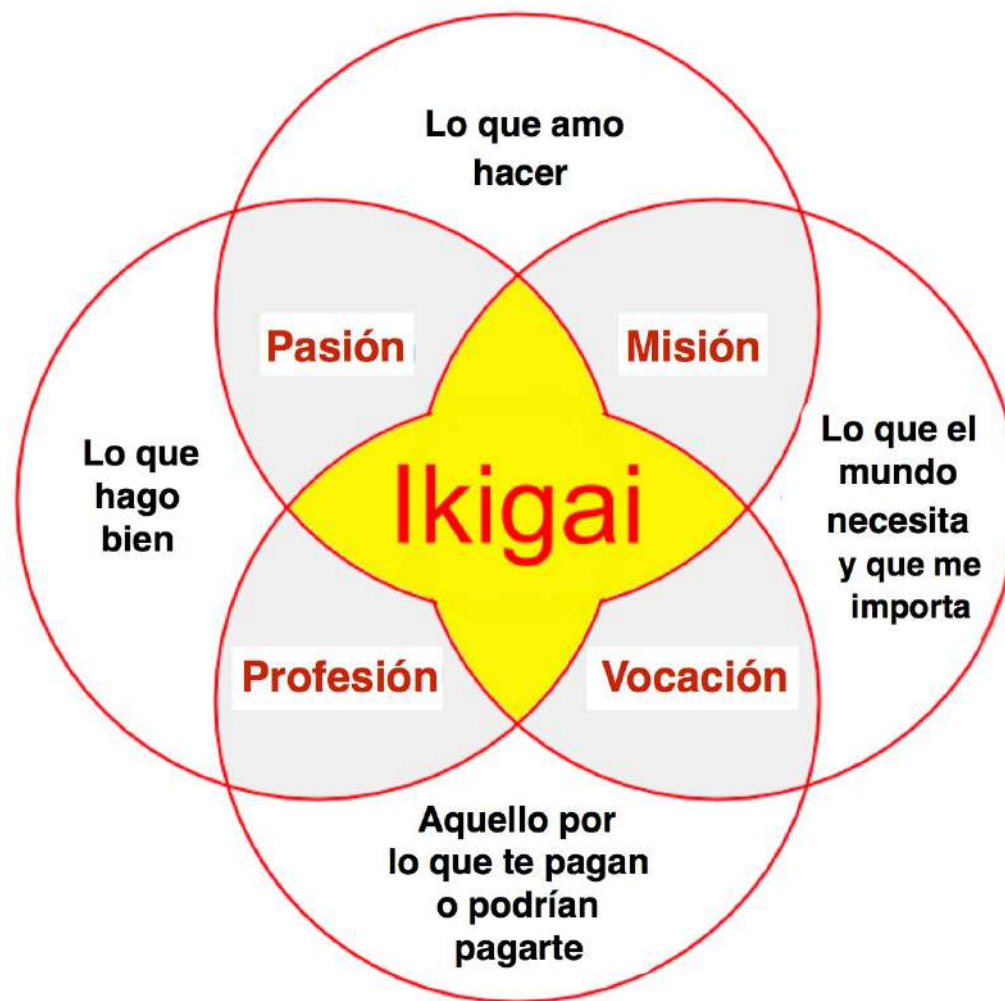 Lo que amo
hacer
Pasión
Misión
Lo que
hago
bien
Ikigai
Lo que el
mundo
necesita
y que me
importa
Profesión
Vocación
Aquello por
lo que te pagan
o podrían
pagarte